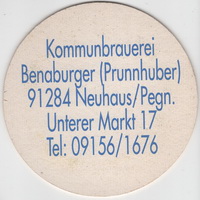 Kommunbrauerei
Benaburger (Prunnhuber)
91284 Neuhaus/Pegn.
Unterer Markt 17
Tel: 09156/1676